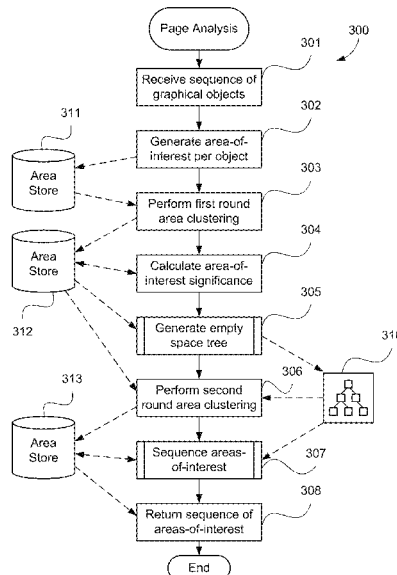 Page Analysis
300
301
Receive sequence of
graphical objects
302
311
Generate area-of-
interest per object
Area
Store
303
Perform first round
area clustering
304
Area
Store
Calculate area-of-
interest significance
312
305
Generate empty
space tree
310
306
313
Perform second
round area clustering
Area
Store
Sequence areas-
of-interest
307
308
Return sequence of
areas-of-interest
End